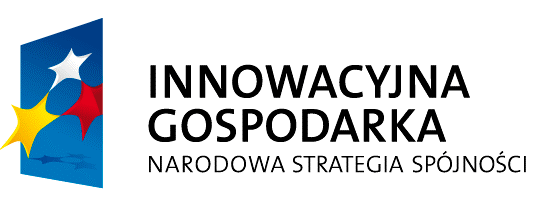 INNOWACYJNA
GOSPODARKA
NARODOWA STRATEGIA SPÓJNOŚCI